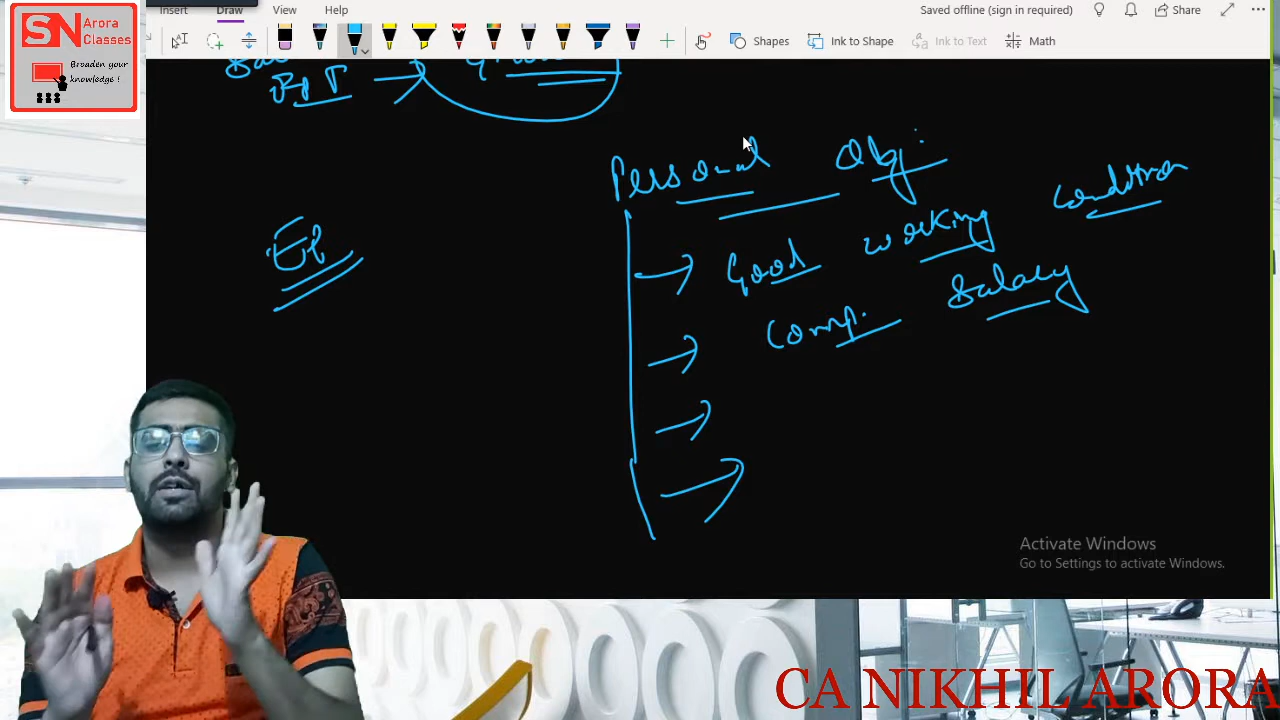 SN Arora Classes
Broaden your knowledge !
Insert Draw View Help
Saved offline (sign in required) Share
Shapes Ink to Shape Ink to Text Math
Personal Obj.
Good working condition
Comp. Salary
Activate Windows
Go to Settings to activate Windows.
CA NIKHIL ARORA